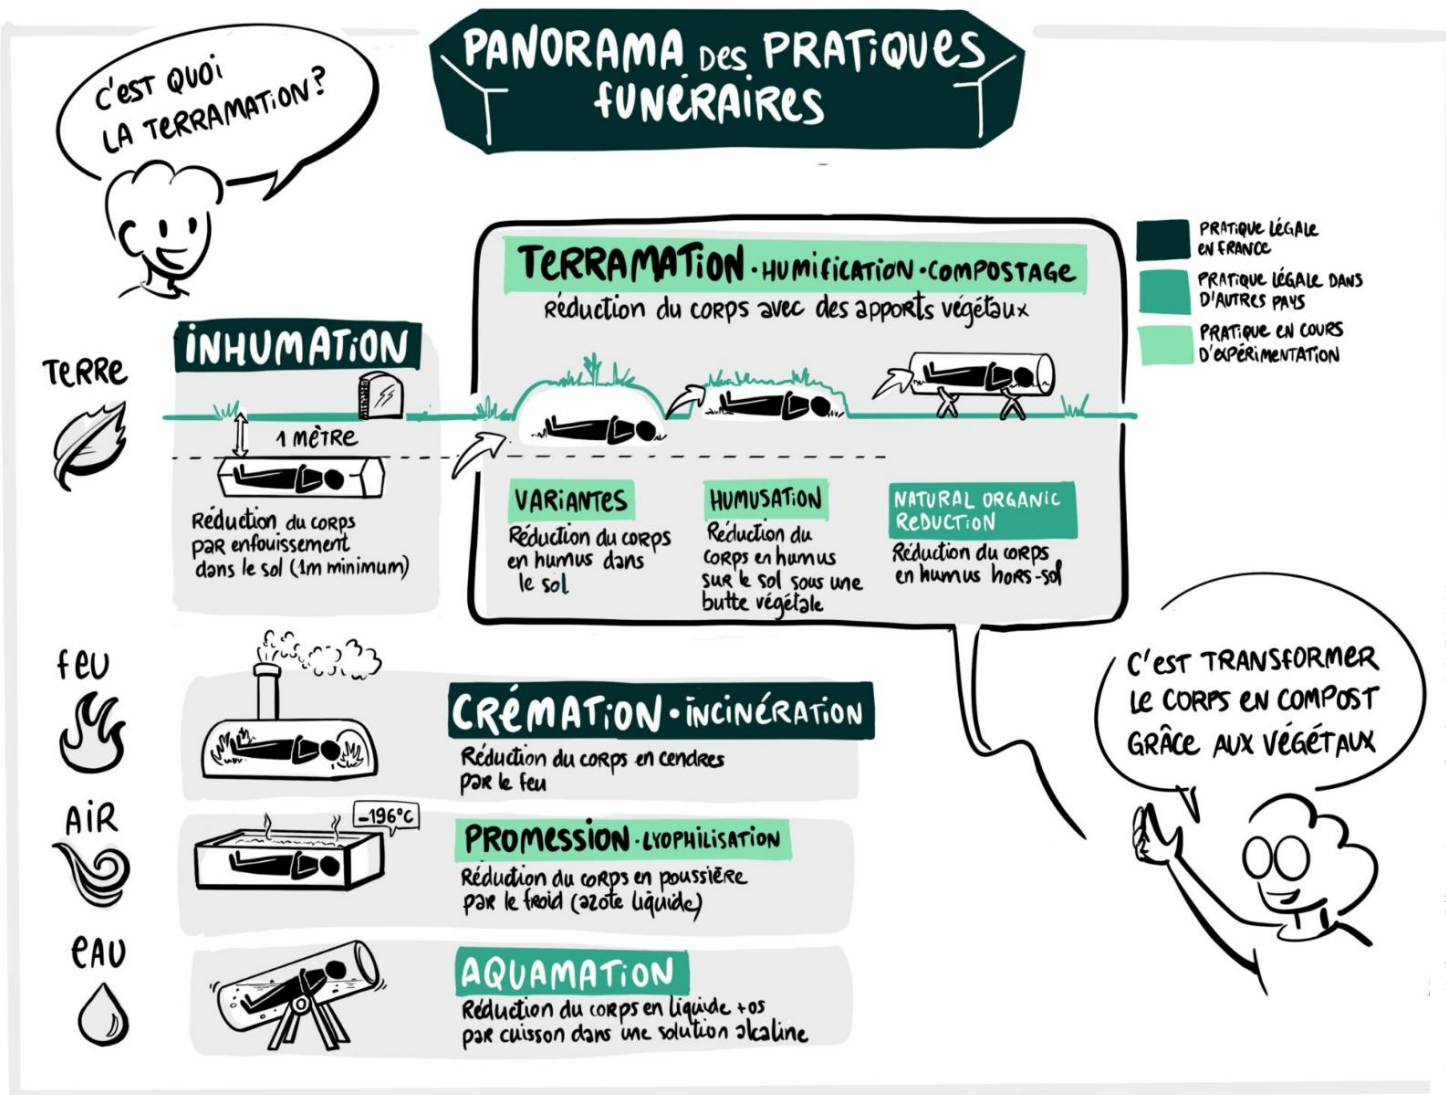 PANORAMA DES PRATIQUES
FUNÉRAIRES
C'EST QUOI
LA TERRAMATION?
PRATIQUE LÉGALE
EN FRANCE
PRATIQUE LÉGALE DANS
D'AUTRES PAYS
PRATIQUE EN COURS
D'EXPÉRIMENTATION
TERRE
INHUMATION
1 MÈTRE
Réduction du corps
par enfouissement
dans le sol (1m minimum)
TERRAMATION • HUMIFICATION • COMPOSTAGE
Réduction du corps avec des apports végétaux
VARIANTES
Réduction du corps
en humus dans
le sol
HUMUSATION
Réduction du
corps en humus
sur le sol sous une
butte végétale
NATURAL ORGANIC
REDUCTION
Réduction du corps
en humus hors-sol
C'EST TRANSFORMER
LE CORPS EN COMPOST
GRÂCE AUX VÉGÉTAUX
FEU
CRÉMATION • INCINÉRATION
Réduction du corps en cendres
par le feu
AIR
-196°C
PROMESSION • LYOPHILISATION
Réduction du corps en poussière
par le froid (azote liquide)
EAU
AQUAMATION
Réduction du corps en liquide + os
par cuisson dans une solution alcaline